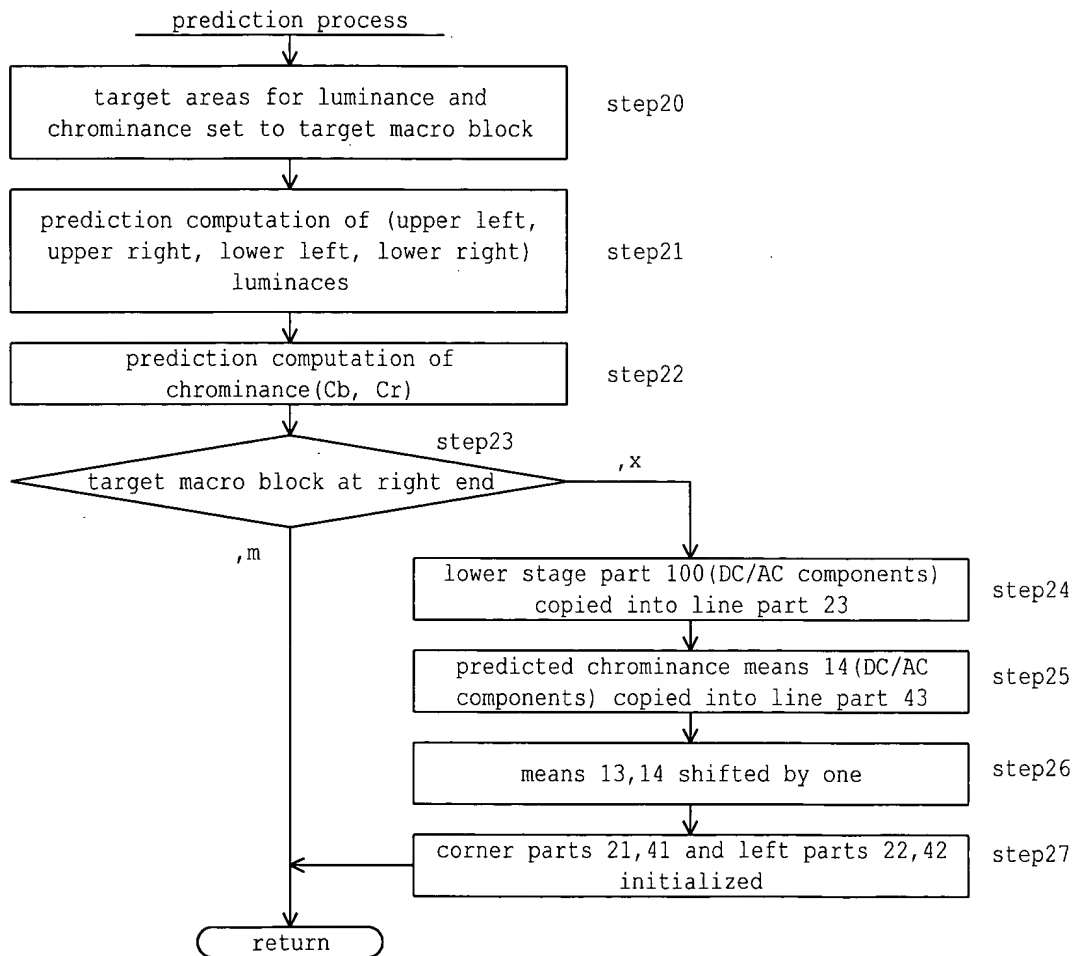 prediction process
target areas for luminance and
chrominance set to target macro block
step20
prediction computation of (upper left,
upper right, lower left, lower right)
luminaces
step21
prediction computation of
chrominance(Cb, Cr)
step22
step23
target macro block at right end
,x
,m
lower stage part 100(DC/AC components)
copied into line part 23
step24
predicted chrominance means 14(DC/AC
components) copied into line part 43
step25
means 13,14 shifted by one
step26
corner parts 21,41 and left parts 22,42
initialized
step27
return